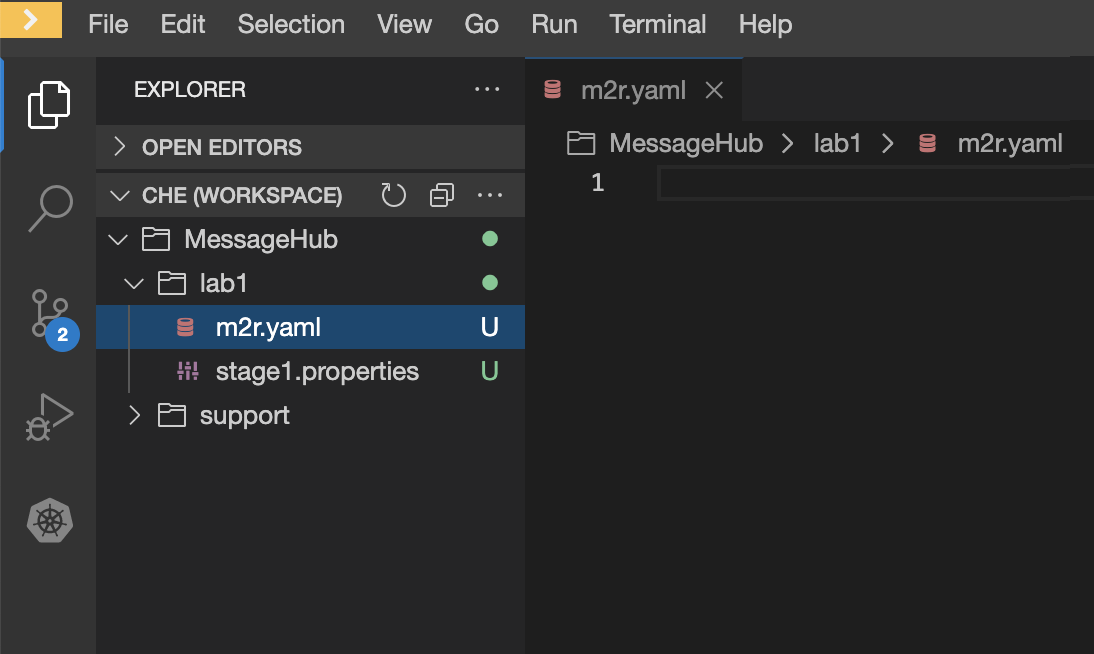 File Edit Selection View Go Run Terminal Help
EXPLORER ...
OPEN EDITORS
CHE (WORKSPACE) ...
MessageHub
lab1
m2r.yaml U
stage1.properties U
support
2
m2r.yaml
MessageHub > lab1 > m2r.yaml
1